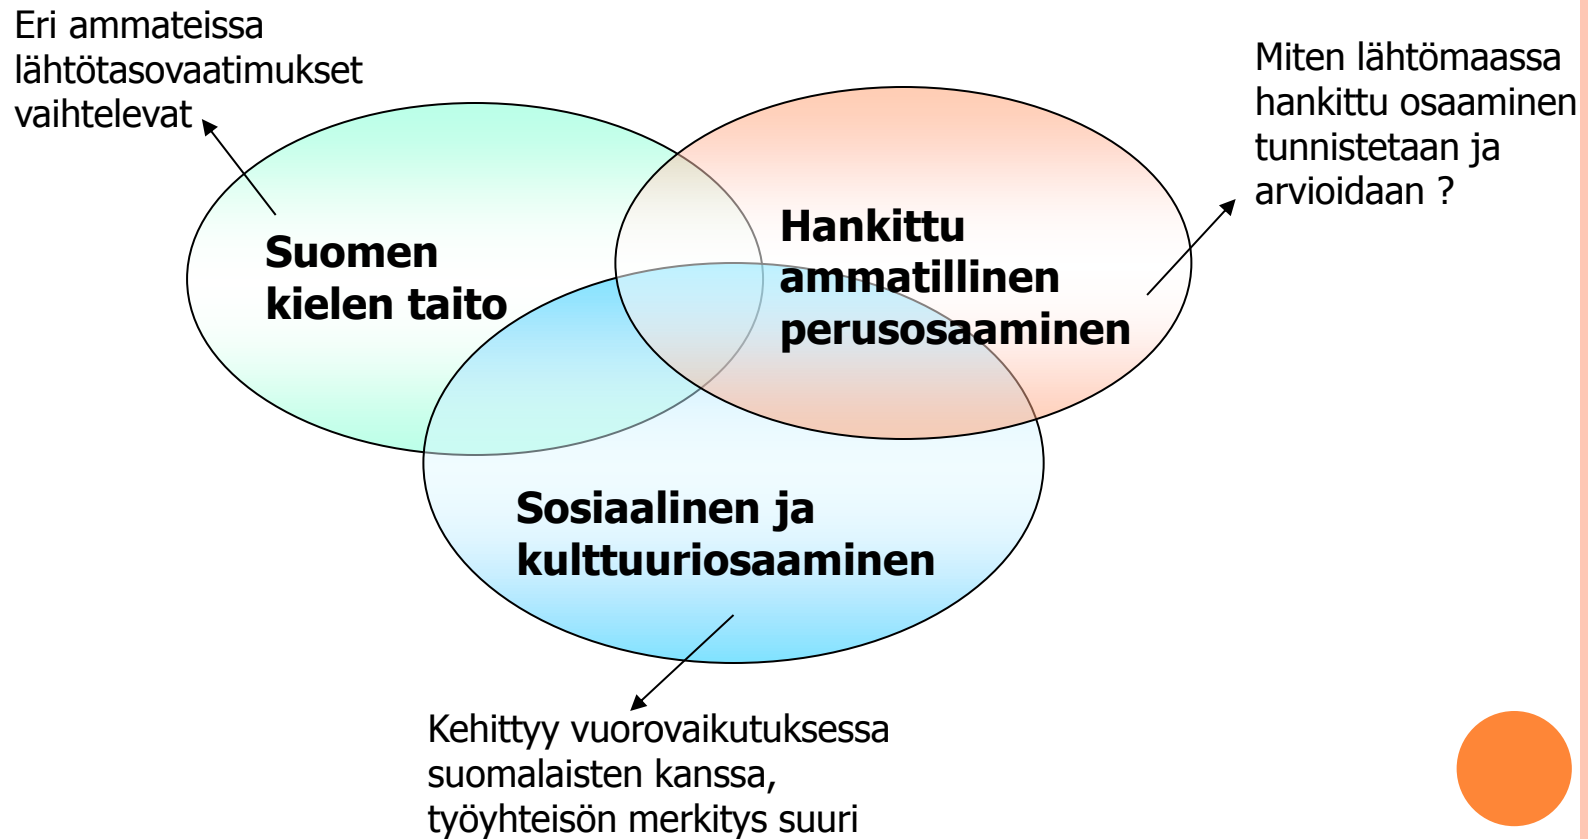 Eri ammateissa
lähtötasovaatimukset
vaihtelevat
Miten lähtömaassa
hankittu osaaminen
tunnistetaan ja
arvioidaan ?
Suomen
kielen taito
Hankittu
ammatillinen
perusosaaminen
Sosiaalinen ja
kulttuuriosaaminen
Kehittyy vuorovaikutuksessa
suomalaisten kanssa,
työyhteisön merkitys suuri